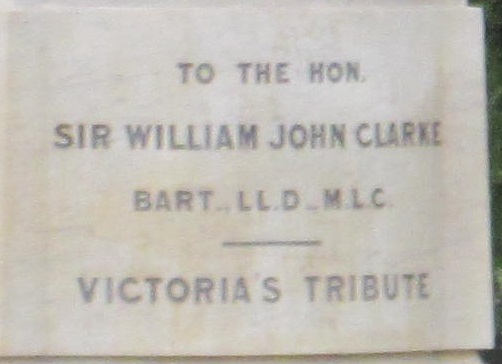 TO THE HON.
SIR WILLIAM JOHN CLARKE
BART., LL.D., M.L.C.
VICTORIA'S TRIBUTE